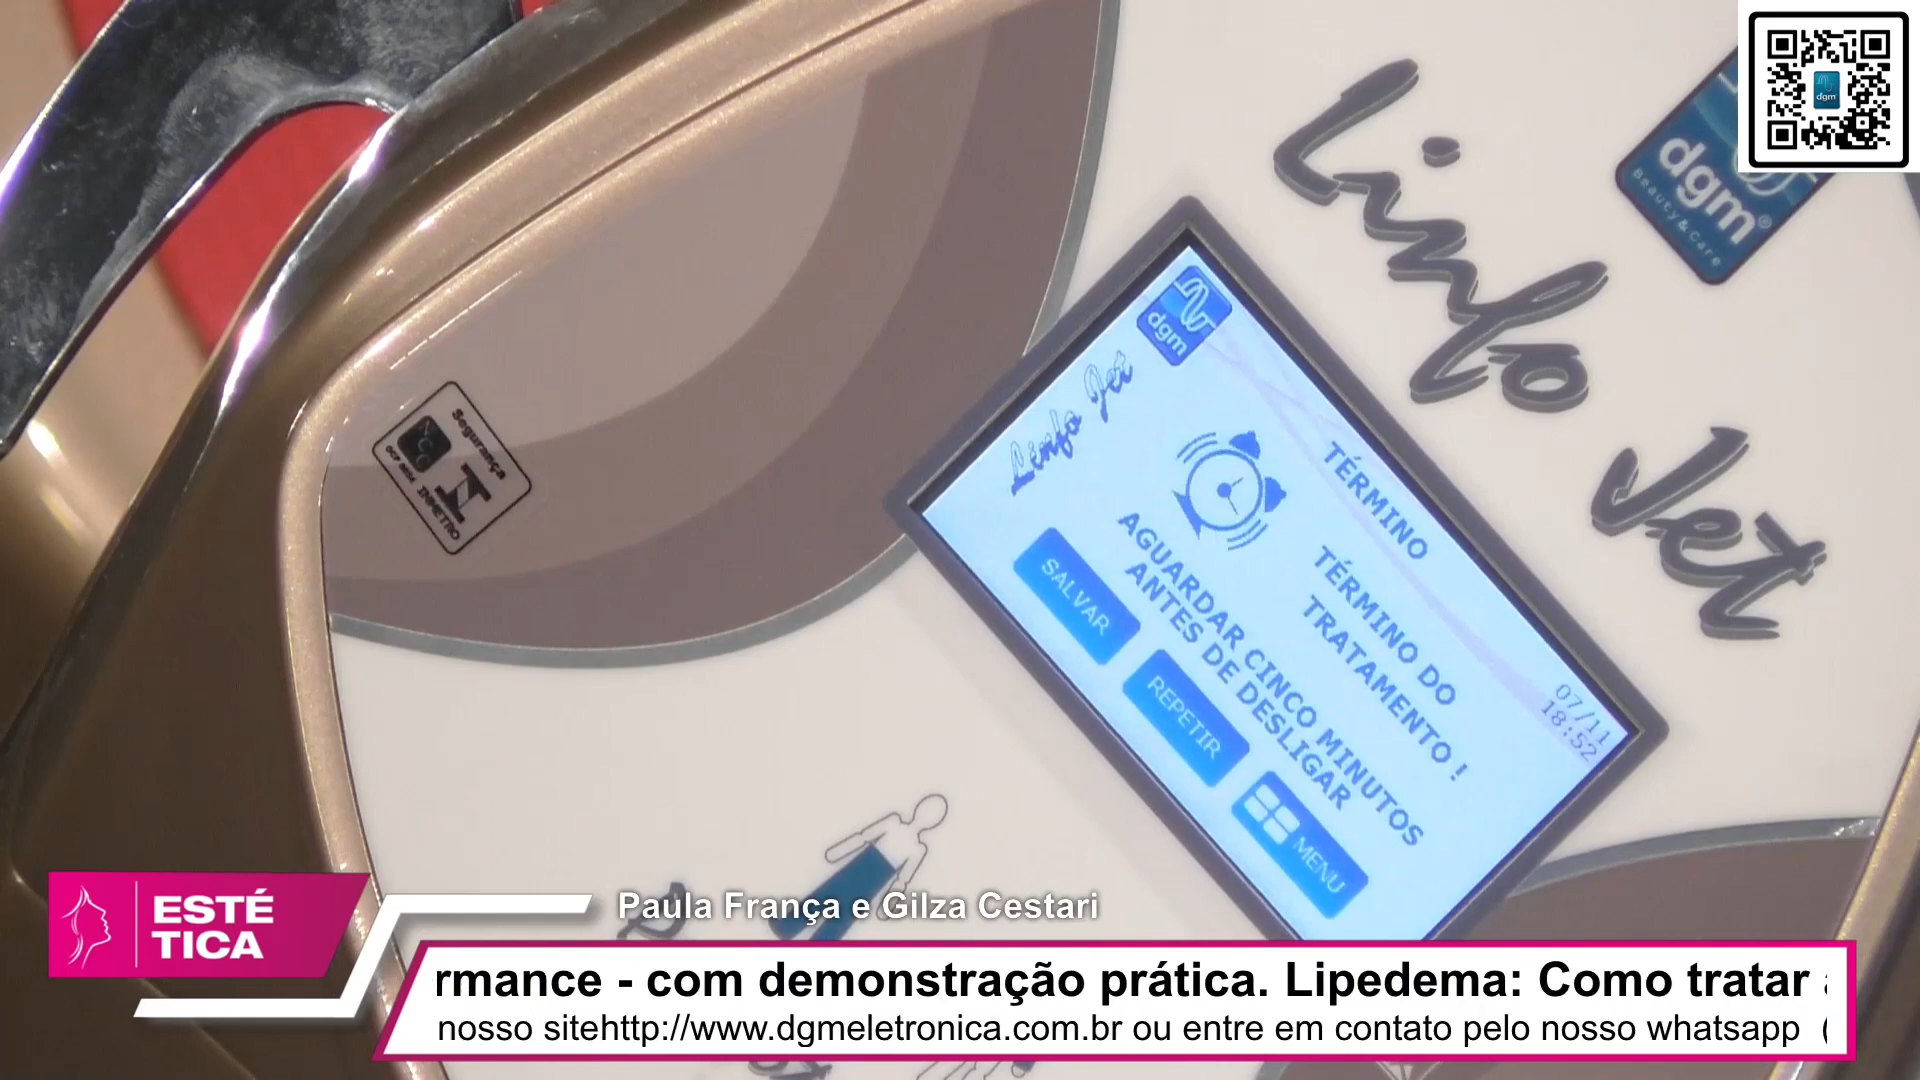 dgm
Linfo Jet
dgm®
Beauty & Care
dgm
Linfo Jet
TÉRMINO
TÉRMINO DO
TRATAMENTO !
AGUARDAR CINCO MINUTOS
ANTES DE DESLIGAR
SALVAR
REPETIR
MENU
07/11
18:52
Segurança
NCC
INMETRO
ESTÉ
TICA
Paula França e Gilza Cestari
rmance - com demonstração prática. Lipedema: Como tratar
nosso sitehttp://www.dgmeletronica.com.br ou entre em contato pelo nosso whatsapp (